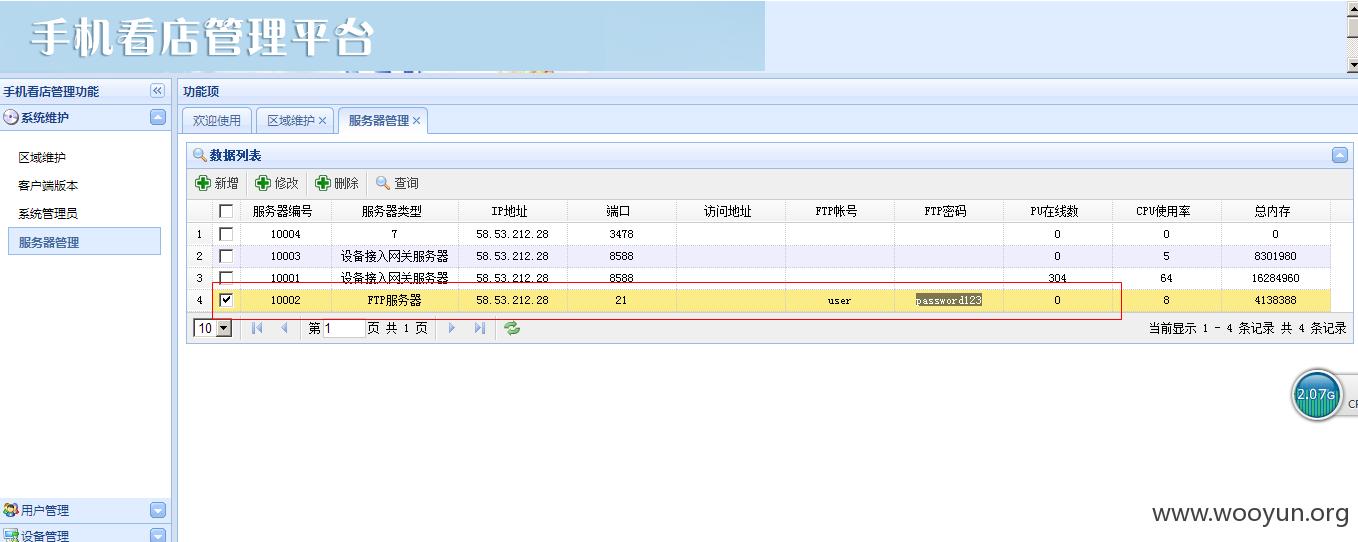 手机看店管理平台
手机看店管理功能
功能项
系统维护
欢迎使用 区域维护 服务器管理
区域维护
客户端版本
系统管理员
服务器管理
数据列表
新增 修改 删除 查询
服务器编号 服务器类型 IP地址 端口 访问地址 FTP帐号 FTP密码 PU在线数 CPU使用率 总内存
1 10004 7 58.53.212.28 3478 0 0 0
2 10003 设备接入网关服务器 58.53.212.28 8588 0 5 8301980
3 10001 设备接入网关服务器 58.53.212.28 8588 304 64 16284960
4 10002 FTP服务器 58.53.212.28 21 user password123 0 8 4138388
10 第 1 页 共 1 页 当前显示 1 - 4 条记录 共 4 条记录
2.07G
用户管理
设备管理
www.wooyun.org